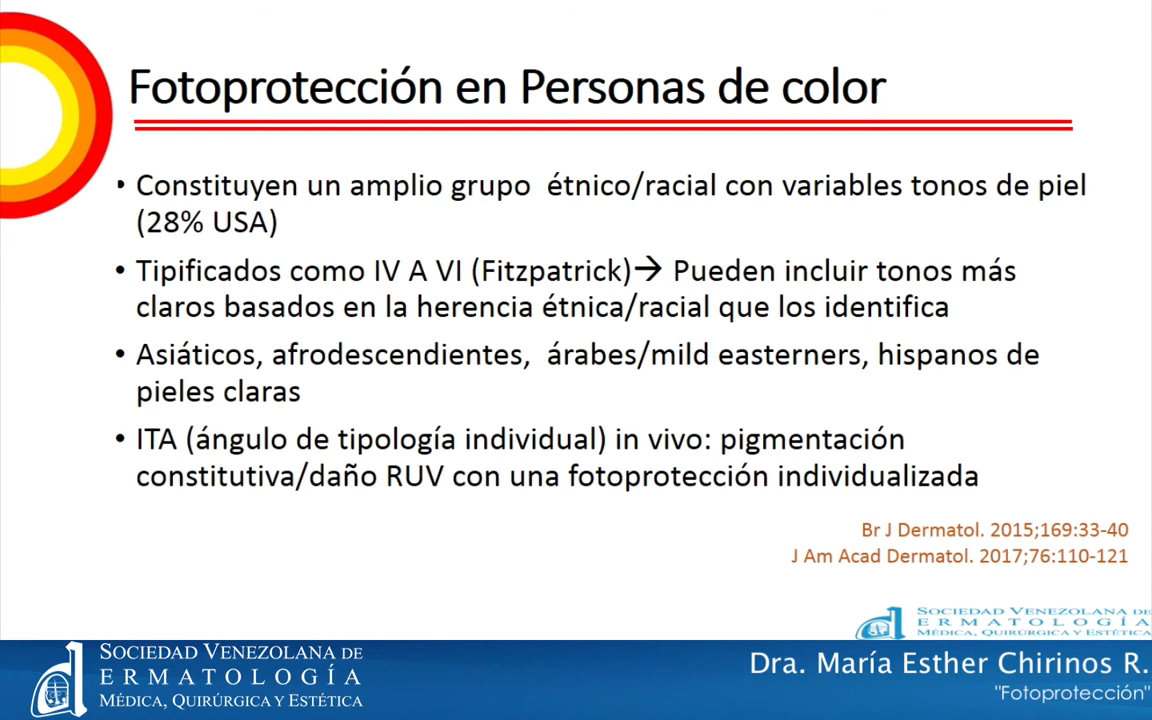 Fotoprotección en Personas de color
• Constituyen un amplio grupo étnico/racial con variables tonos de piel
(28% USA)
• Tipificados como IV A VI (Fitzpatrick)→ Pueden incluir tonos más
claros basados en la herencia étnica/racial que los identifica
• Asiáticos, afrodescendientes, árabes/mild easterners, hispanos de
pieles claras
• ITA (ángulo de tipología individual) in vivo: pigmentación
constitutiva/daño RUV con una fotoprotección individualizada
Br J Dermatol. 2015;169:33-40
J Am Acad Dermatol. 2017;76:110-121
SOCIEDAD VENEZOLANA DE
ERMATOLOGÍA
MÉDICA, QUIRÚRGICA Y ESTÉTICA
SOCIEDAD VENEZOLANA DE
ERMATOLOGÍA
MÉDICA, QUIRÚRGICA Y ESTÉTICA
Dra. María Esther Chirinos R.
"Fotoprotección"